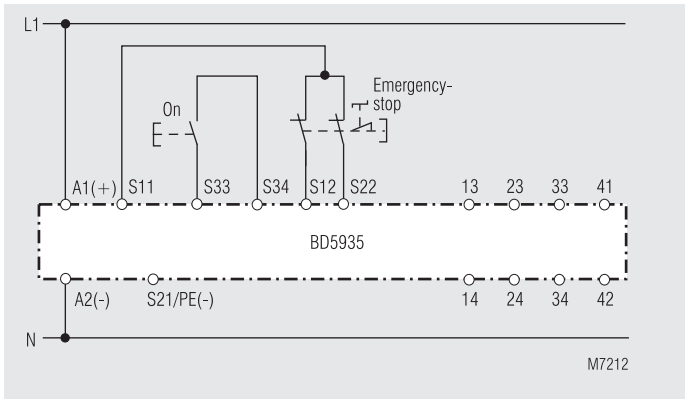 L1
Emergency-
stop
On
A1(+) S11 S33 S34 S12 S22 13 23 33 41
BD5935
A2(-) S21/PE(-) 14 24 34 42
N
M7212